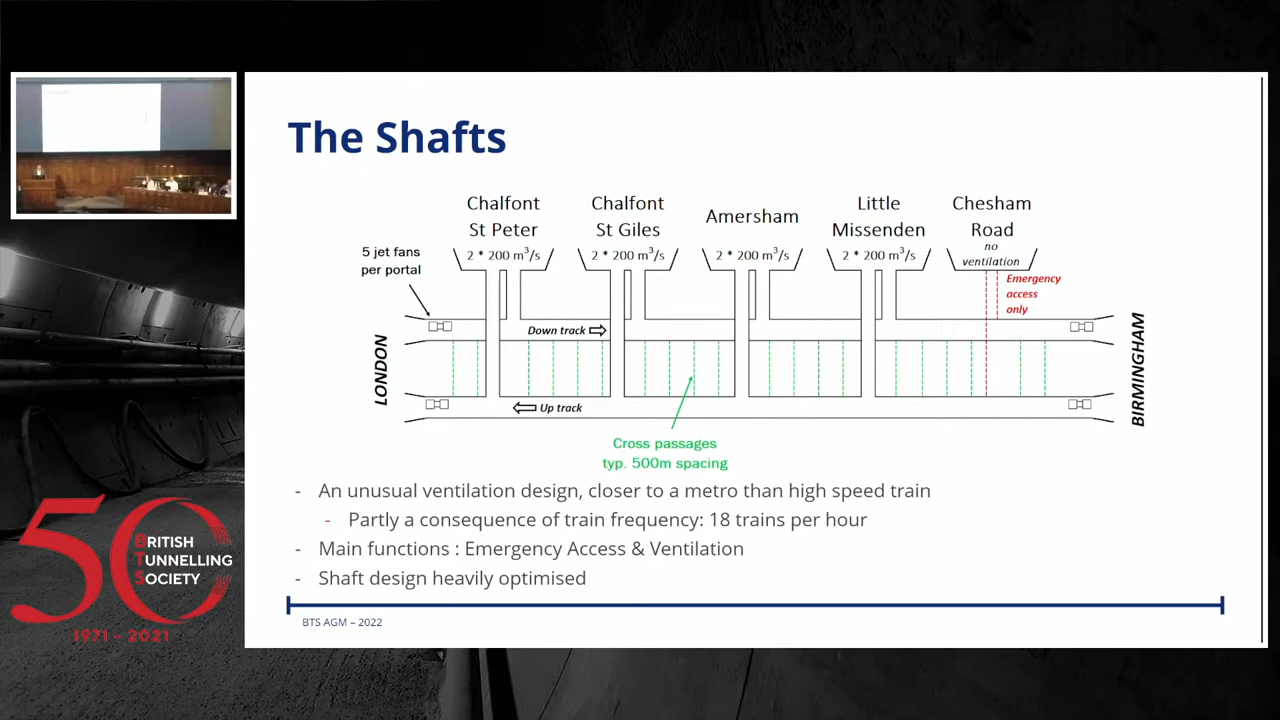 The Shafts
Chalfont
St Peter
Chalfont
St Giles
Amersham
Little
Missenden
Chesham
Road
2 * 200 m³/s
2 * 200 m³/s
2 * 200 m³/s
2 * 200 m³/s
no
ventilation
5 jet fans
per portal
Emergency
access
only
Down track
LONDON
BIRMINGHAM
Up track
Cross passages
typ. 500m spacing
- An unusual ventilation design, closer to a metro than high speed train
- Partly a consequence of train frequency: 18 trains per hour
- Main functions : Emergency Access & Ventilation
- Shaft design heavily optimised
BTS AGM – 2022
50
BRITISH
TUNNELLING
SOCIETY
1971 - 2021